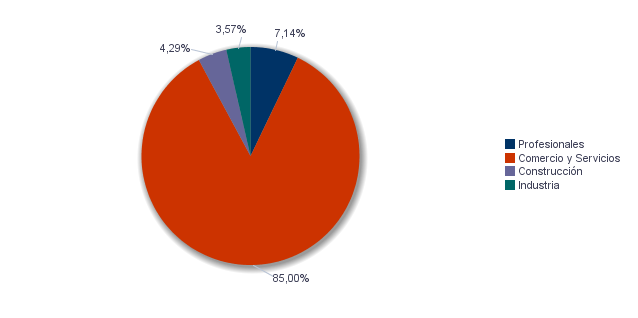 3,57%
7,14%
4,29%
Profesionales
Comercio y Servicios
Construcción
Industria
85,00%